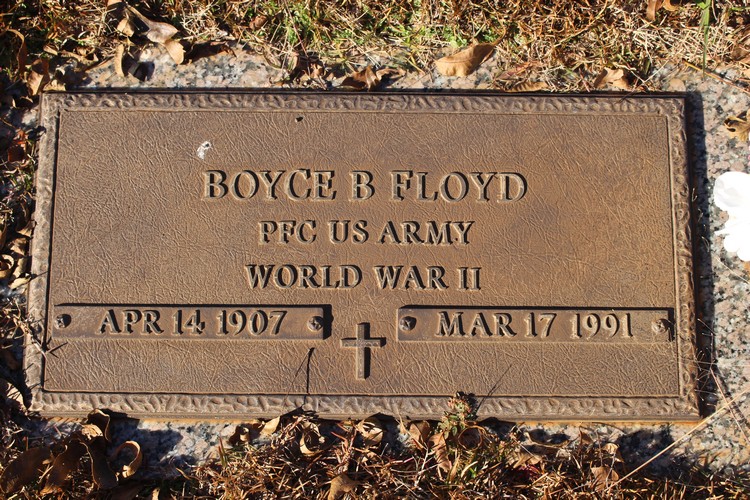 BOYCE B FLOYD
PFC US ARMY
WORLD WAR II
APR 14 1907 MAR 17 1991